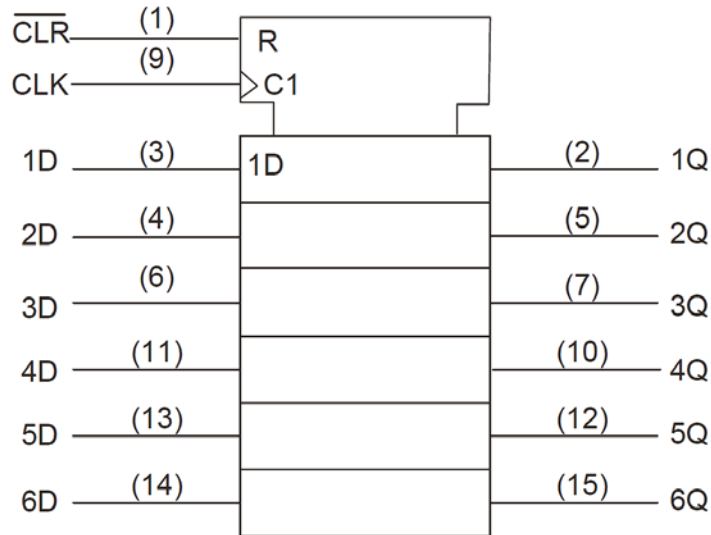 C̅L̅R̅ (1) R
CLK (9) C1
1D (3) 1D (2) 1Q
2D (4) (5) 2Q
3D (6) (7) 3Q
4D (11) (10) 4Q
5D (13) (12) 5Q
6D (14) (15) 6Q